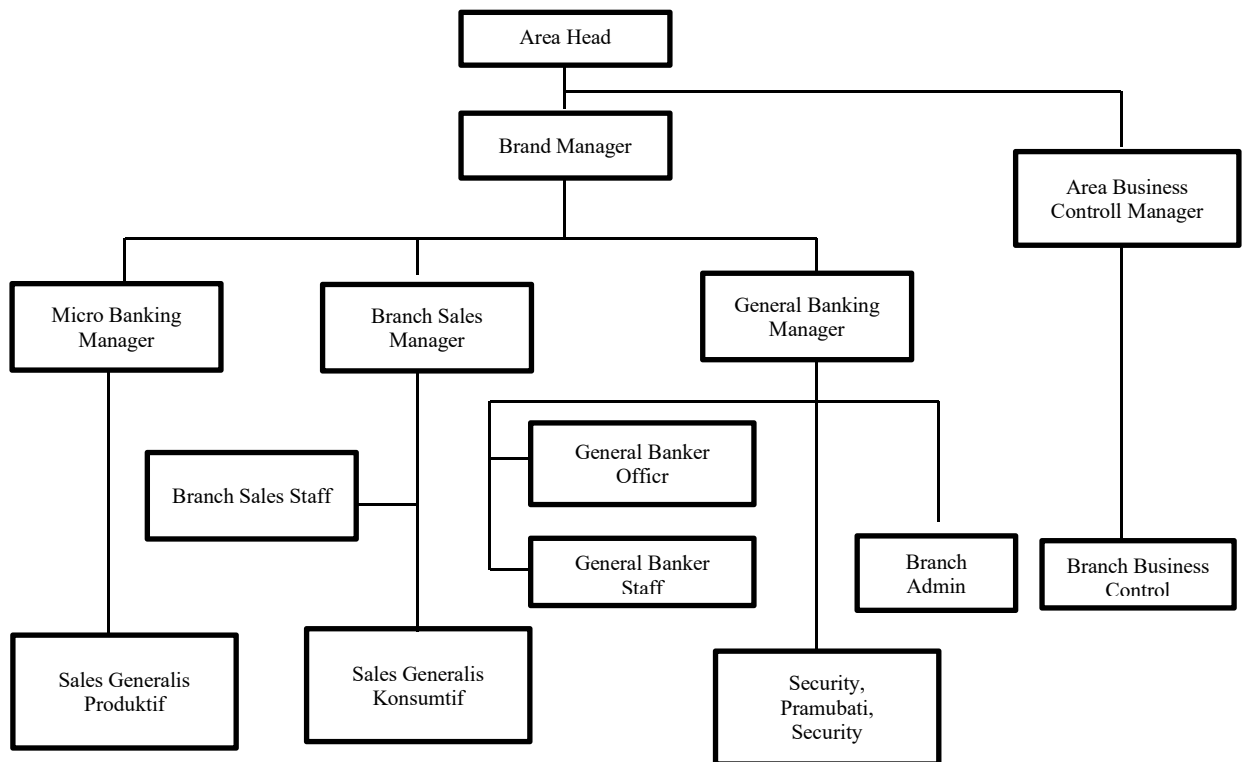 Area Head
Brand Manager
Area Business
Controll Manager
Micro Banking
Manager
Branch Sales
Manager
General Banking
Manager
General Banker
Officr
Branch Sales Staff
General Banker
Staff
Branch
Admin
Branch Business
Control
Sales Generalis
Produktif
Sales Generalis
Konsumtif
Security,
Pramubati,
Security